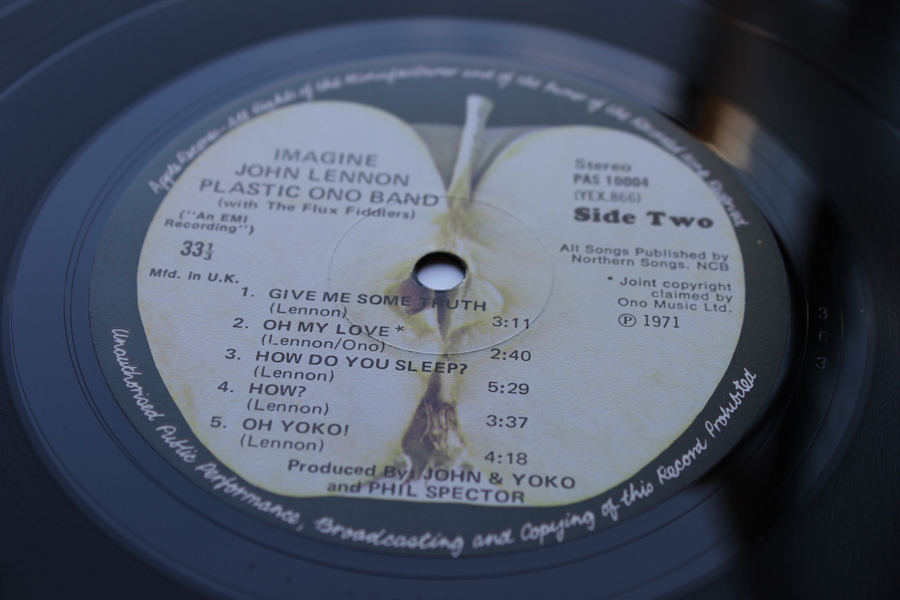 Apple Records. All Rights of the Manufacturer and of the Owner of the Recorded Work Reserved
IMAGINE
JOHN LENNON
PLASTIC ONO BAND
(with The Flux Fiddlers)
("An EMI
Recording")
33⅓
Mfd. in U.K.
Stereo
PAS 10004
(YEX.866)
Side Two
All Songs Published by
Northern Songs. NCB
* Joint copyright
claimed by
Ono Music Ltd.
℗ 1971
1. GIVE ME SOME TRUTH
(Lennon) 3:11
2. OH MY LOVE *
(Lennon/Ono) 2:40
3. HOW DO YOU SLEEP?
(Lennon) 5:29
4. HOW?
(Lennon) 3:37
5. OH YOKO!
(Lennon) 4:18
Produced By: JOHN & YOKO
and PHIL SPECTOR
Unauthorised Public Performance, Broadcasting and Copying of this Record Prohibited
3
6
3